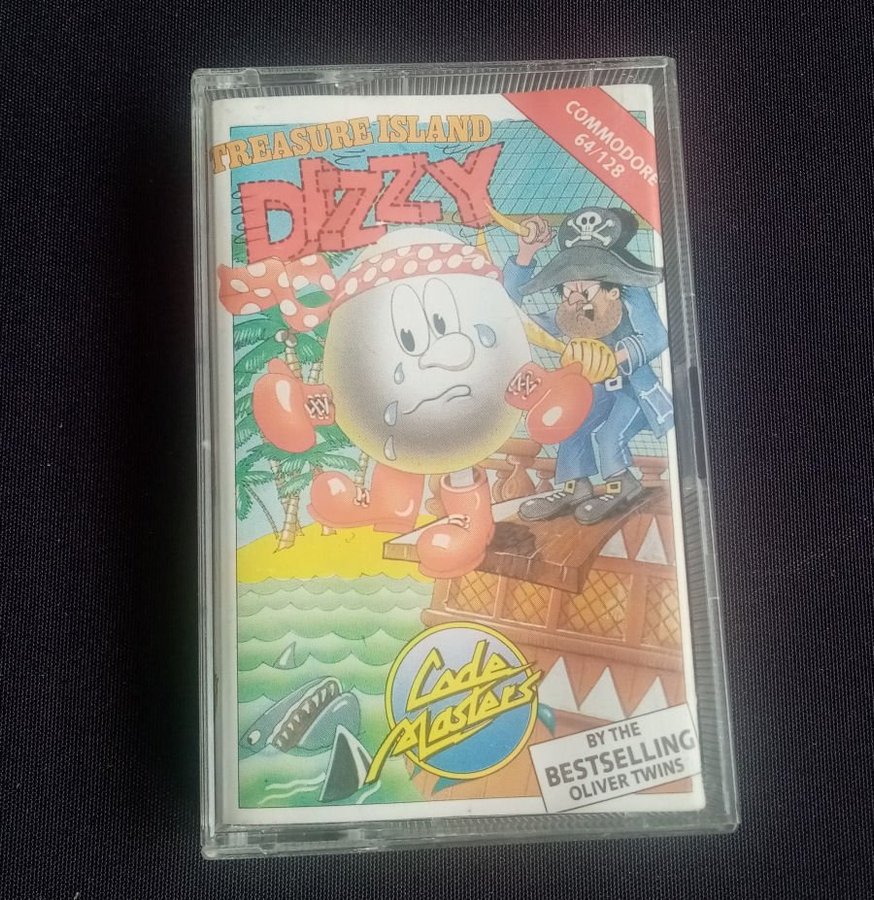 TREASURE ISLAND
DIZZY
COMMODORE
64/128
Code
Masters
BY THE
BESTSELLING
OLIVER TWINS